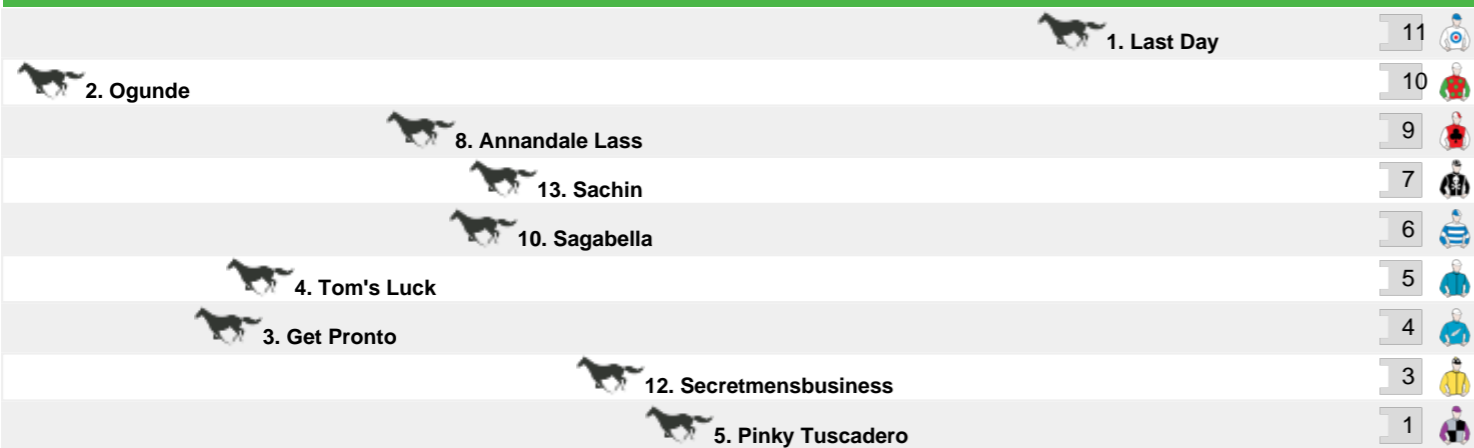 1. Last Day 11
2. Ogunde 10
8. Annandale Lass 9
13. Sachin 7
10. Sagabella 6
4. Tom's Luck 5
3. Get Pronto 4
12. Secretmensbusiness 3
5. Pinky Tuscadero 1